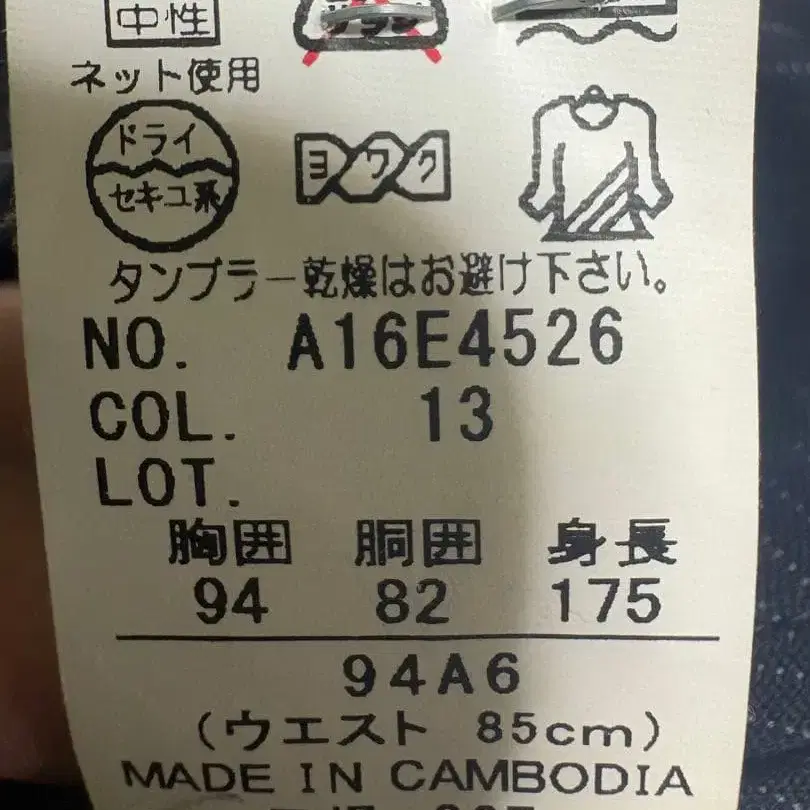 中性
ネット使用
ドライ
セキユ系
ヨワク
タンブラー乾燥はお避け下さい。
NO. A16E4526
COL. 13
LOT.
胸囲 胴囲 身長
94 82 175
94A6
(ウエスト 85cm)
MADE IN CAMBODIA